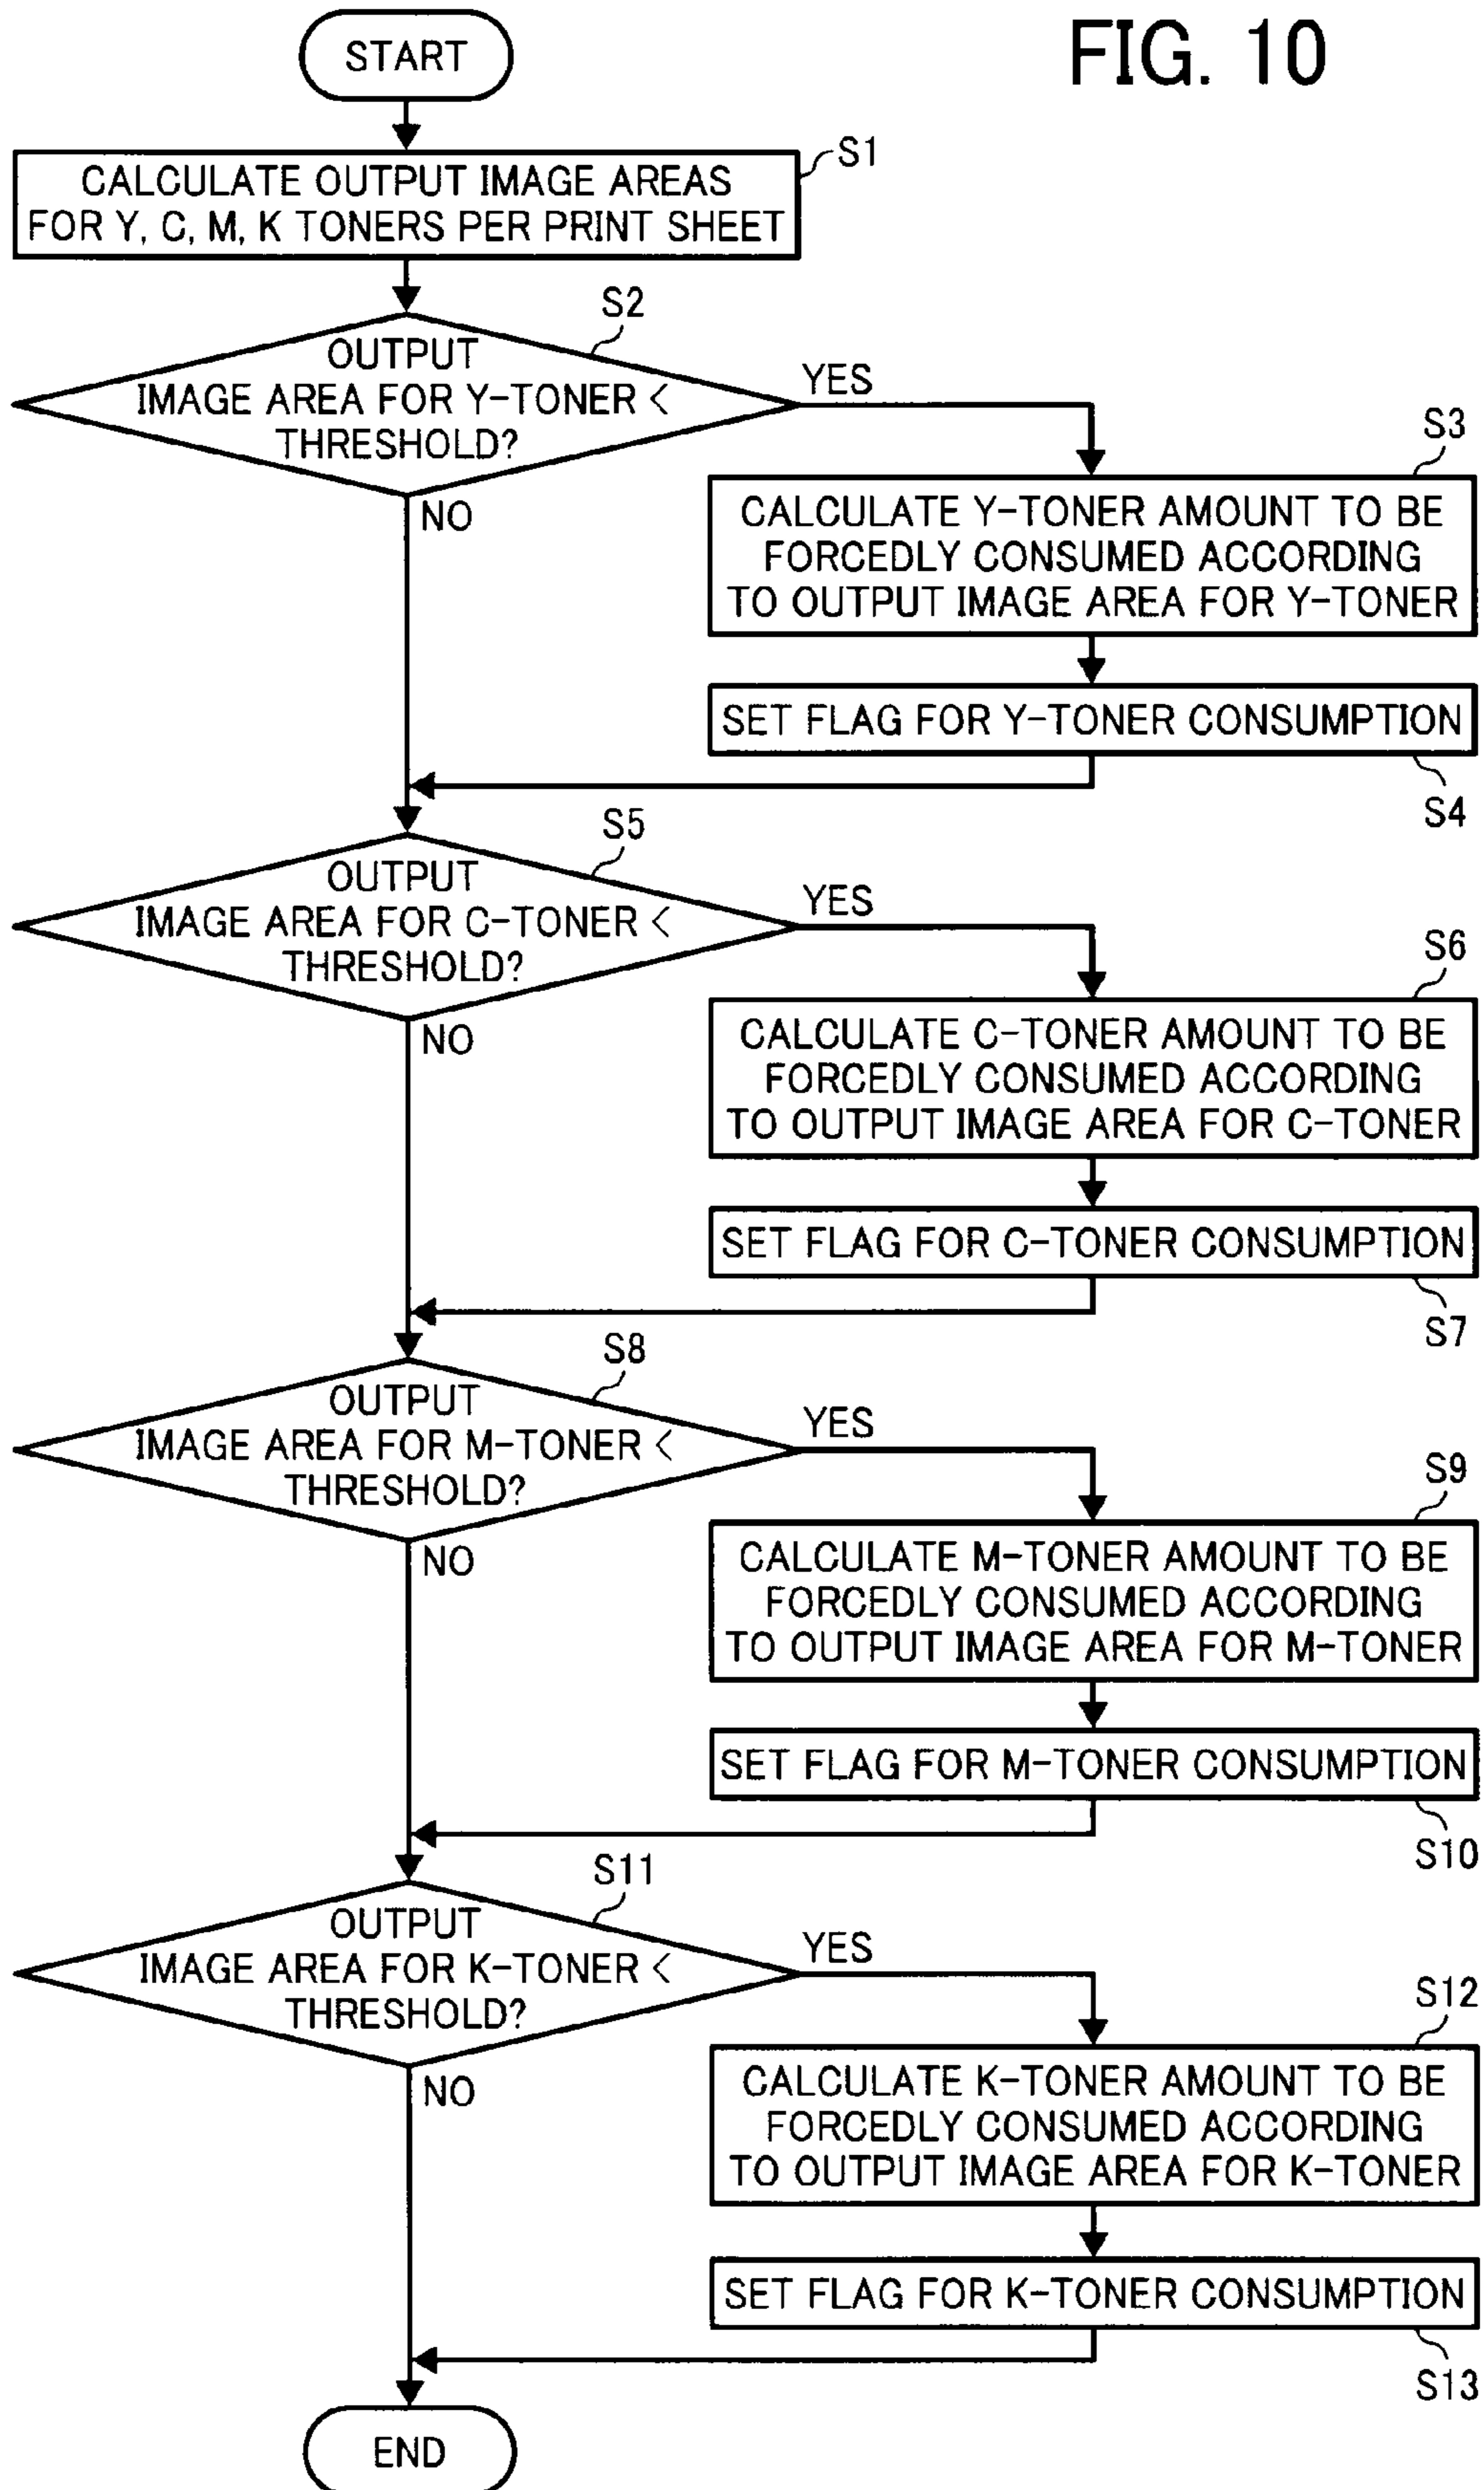 FIG. 10
START
S1
CALCULATE OUTPUT IMAGE AREAS
FOR Y, C, M, K TONERS PER PRINT SHEET
S2
OUTPUT
IMAGE AREA FOR Y-TONER <
THRESHOLD?
YES
NO
S3
CALCULATE Y-TONER AMOUNT TO BE
FORCEDLY CONSUMED ACCORDING
TO OUTPUT IMAGE AREA FOR Y-TONER
SET FLAG FOR Y-TONER CONSUMPTION
S4
S5
OUTPUT
IMAGE AREA FOR C-TONER <
THRESHOLD?
YES
NO
S6
CALCULATE C-TONER AMOUNT TO BE
FORCEDLY CONSUMED ACCORDING
TO OUTPUT IMAGE AREA FOR C-TONER
SET FLAG FOR C-TONER CONSUMPTION
S7
S8
OUTPUT
IMAGE AREA FOR M-TONER <
THRESHOLD?
YES
NO
S9
CALCULATE M-TONER AMOUNT TO BE
FORCEDLY CONSUMED ACCORDING
TO OUTPUT IMAGE AREA FOR M-TONER
SET FLAG FOR M-TONER CONSUMPTION
S10
S11
OUTPUT
IMAGE AREA FOR K-TONER <
THRESHOLD?
YES
NO
S12
CALCULATE K-TONER AMOUNT TO BE
FORCEDLY CONSUMED ACCORDING
TO OUTPUT IMAGE AREA FOR K-TONER
SET FLAG FOR K-TONER CONSUMPTION
S13
END